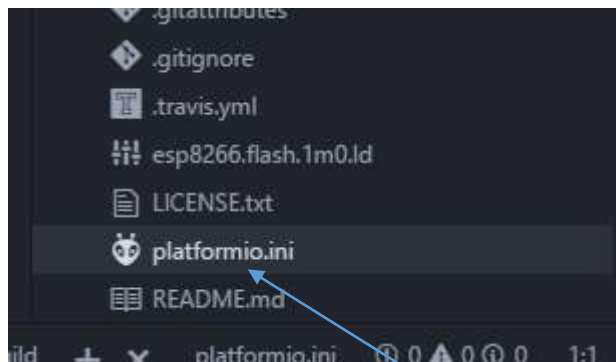 .gitattributes
.gitignore
.travis.yml
esp8266.flash.1m0.ld
LICENSE.txt
platformio.ini
README.md
platformio.ini 0 0 0 1:1